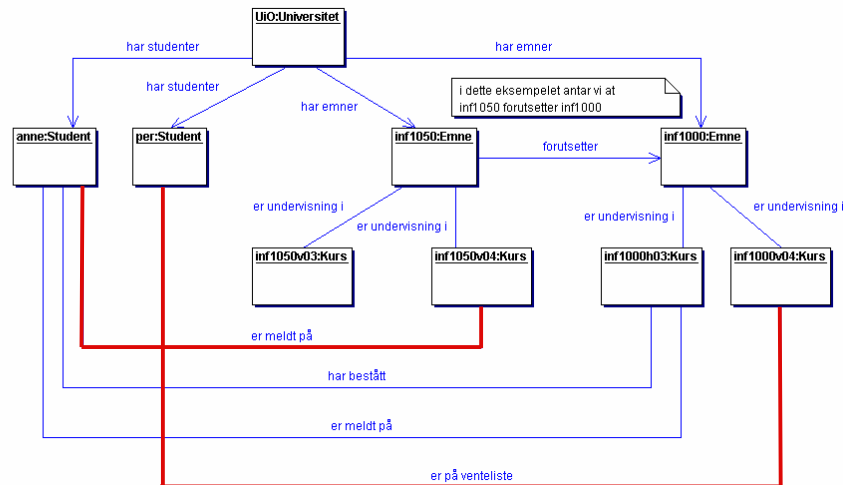 UiO:Universitet
har studenter
har emner
har studenter
har emner
i dette eksempelet antar vi at
inf1050 forutsetter inf1000
anne:Student
per:Student
inf1050:Emne
inf1000:Emne
forutsetter
er undervisning i
er undervisning i
er undervisning i
er undervisning i
inf1050v03:Kurs
inf1050v04:Kurs
inf1000h03:Kurs
inf1000v04:Kurs
er meldt på
har bestått
er meldt på
er på venteliste